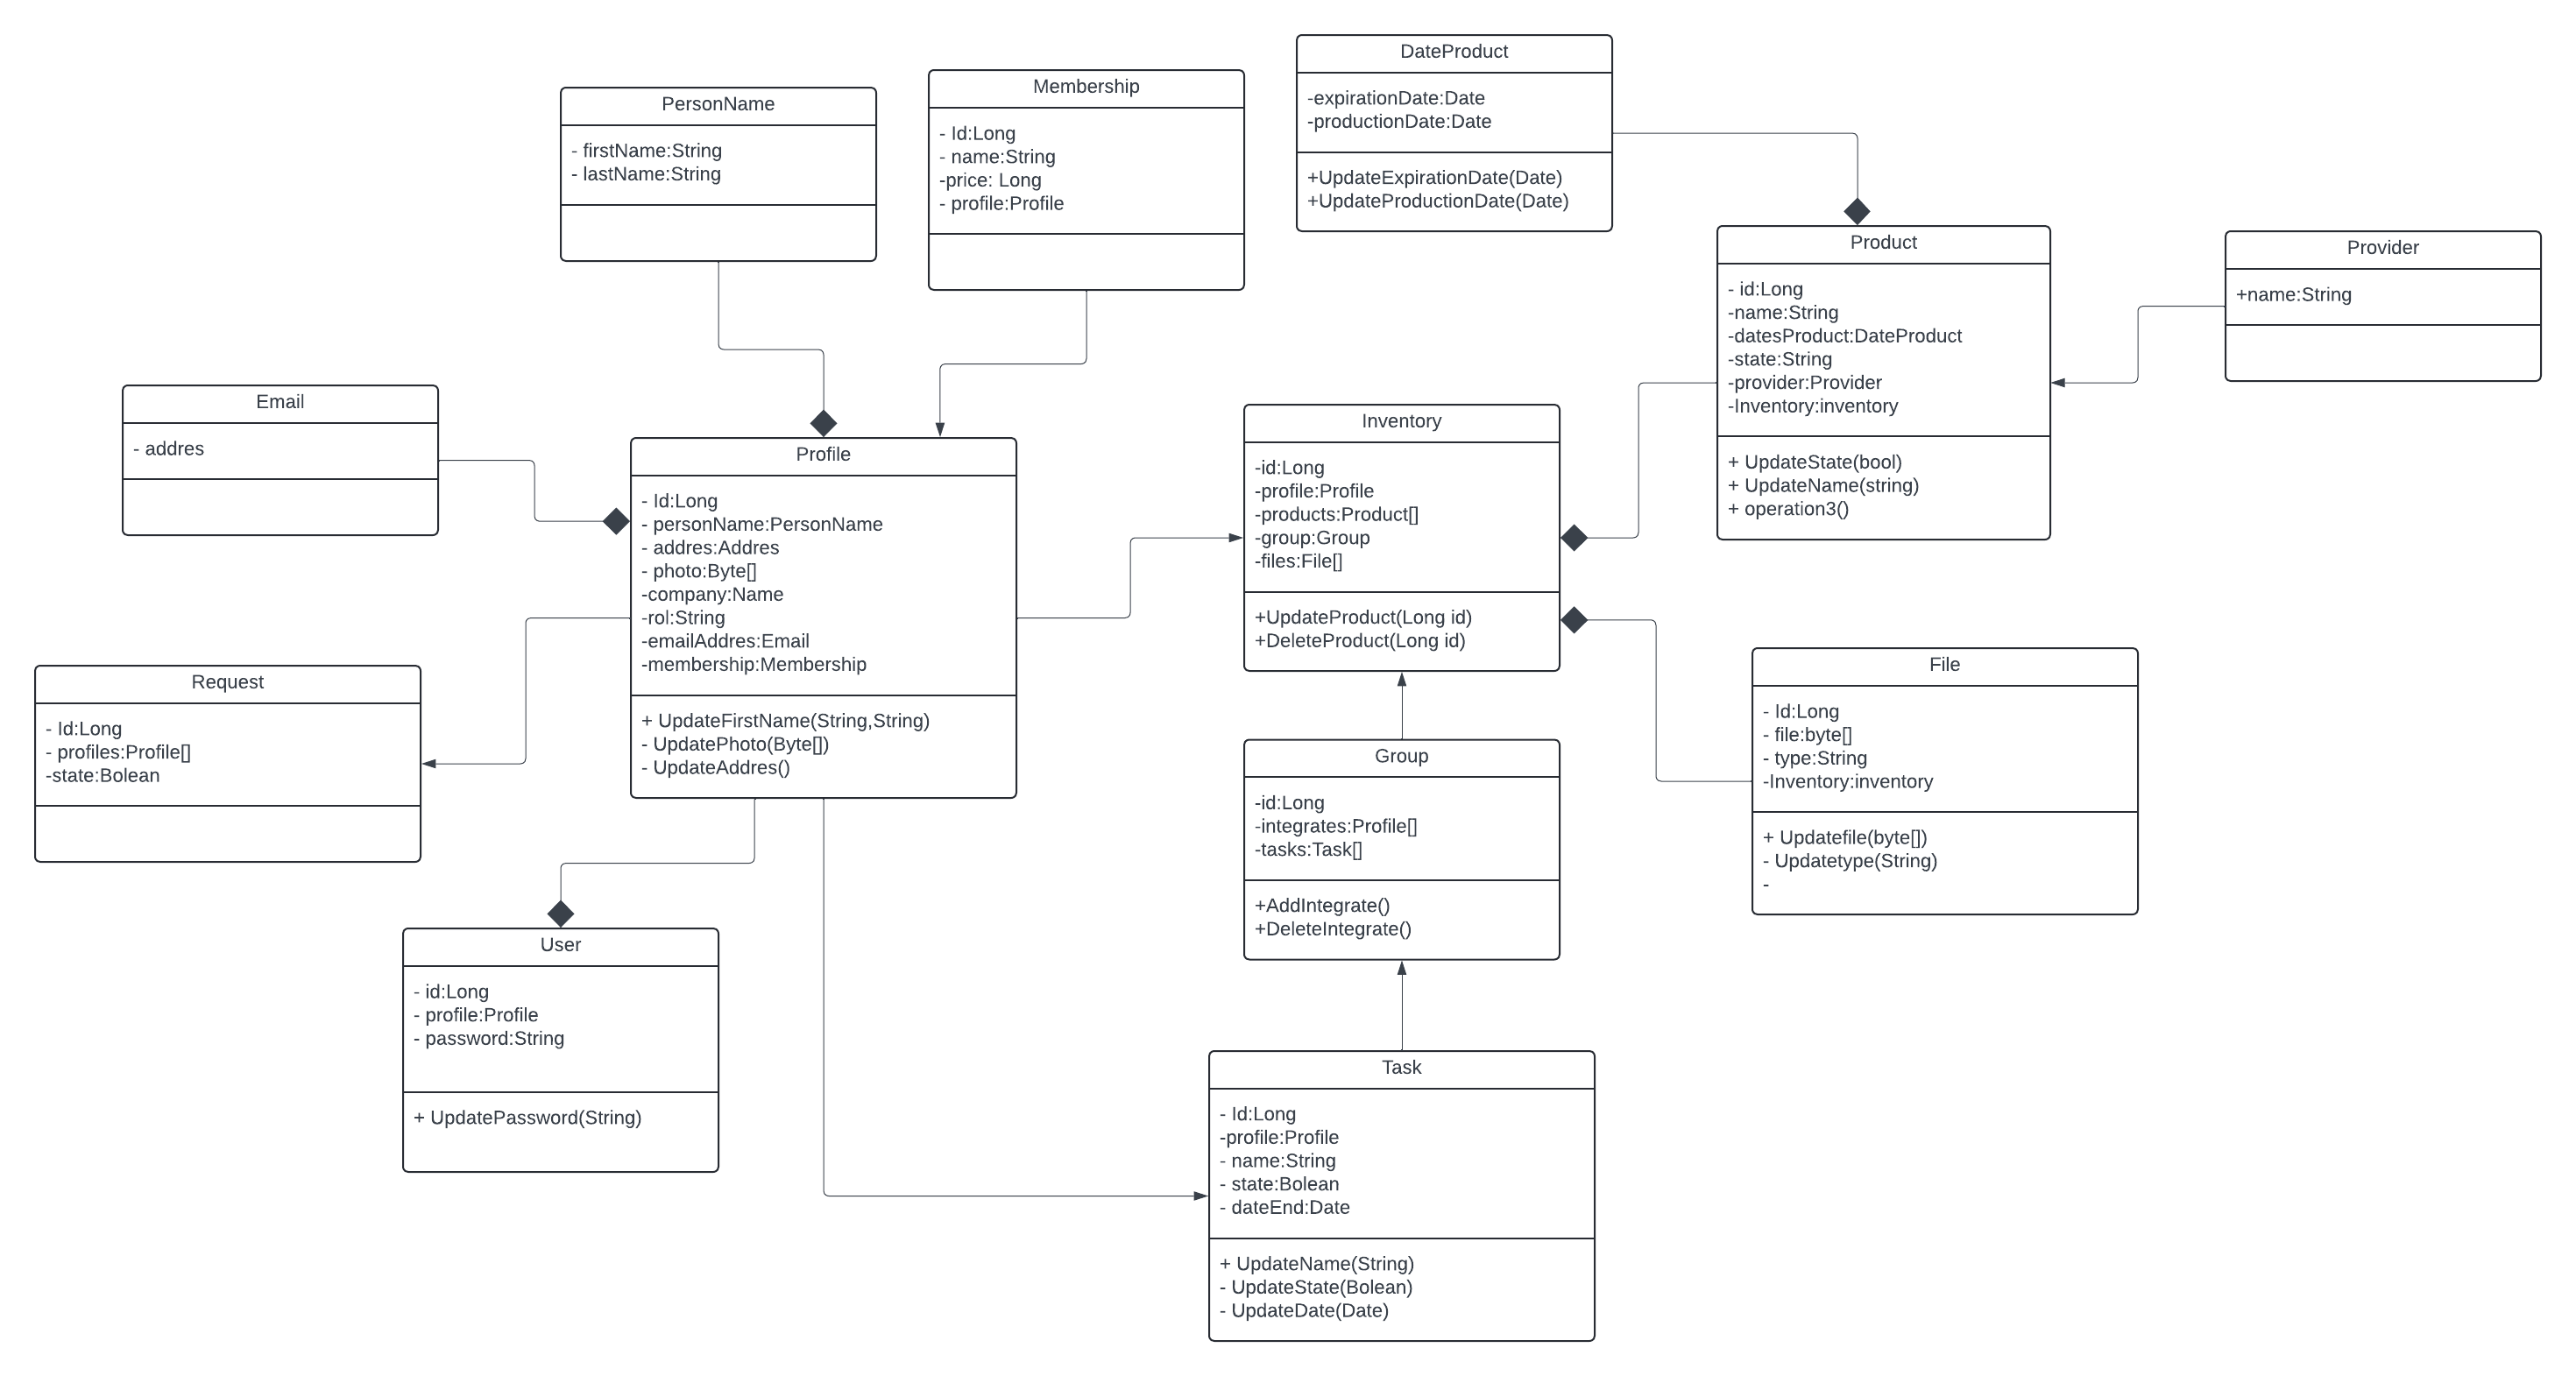 DateProduct
-expirationDate:Date
-productionDate:Date
+UpdateExpirationDate(Date)
+UpdateProductionDate(Date)
Membership
- Id:Long
- name:String
-price: Long
- profile:Profile
PersonName
- firstName:String
- lastName:String
Product
- id:Long
-name:String
-datesProduct:DateProduct
-state:String
-provider:Provider
-Inventory:inventory
+ UpdateState(bool)
+ UpdateName(string)
+ operation3()
Provider
+name:String
Email
- addres
Inventory
-id:Long
-profile:Profile
-products:Product[]
-group:Group
-files:File[]
+UpdateProduct(Long id)
+DeleteProduct(Long id)
Profile
- Id:Long
- personName:PersonName
- addres:Addres
- photo:Byte[]
-company:Name
-rol:String
-emailAddres:Email
-membership:Membership
+ UpdateFirstName(String,String)
- UpdatePhoto(Byte[])
- UpdateAddres()
File
- Id:Long
- file:byte[]
- type:String
-Inventory:inventory
+ Updatefile(byte[])
- Updatetype(String)
-
Request
- Id:Long
- profiles:Profile[]
-state:Bolean
Group
-id:Long
-integrates:Profile[]
-tasks:Task[]
+AddIntegrate()
+DeleteIntegrate()
User
- id:Long
- profile:Profile
- password:String
+ UpdatePassword(String)
Task
- Id:Long
-profile:Profile
- name:String
- state:Bolean
- dateEnd:Date
+ UpdateName(String)
- UpdateState(Bolean)
- UpdateDate(Date)